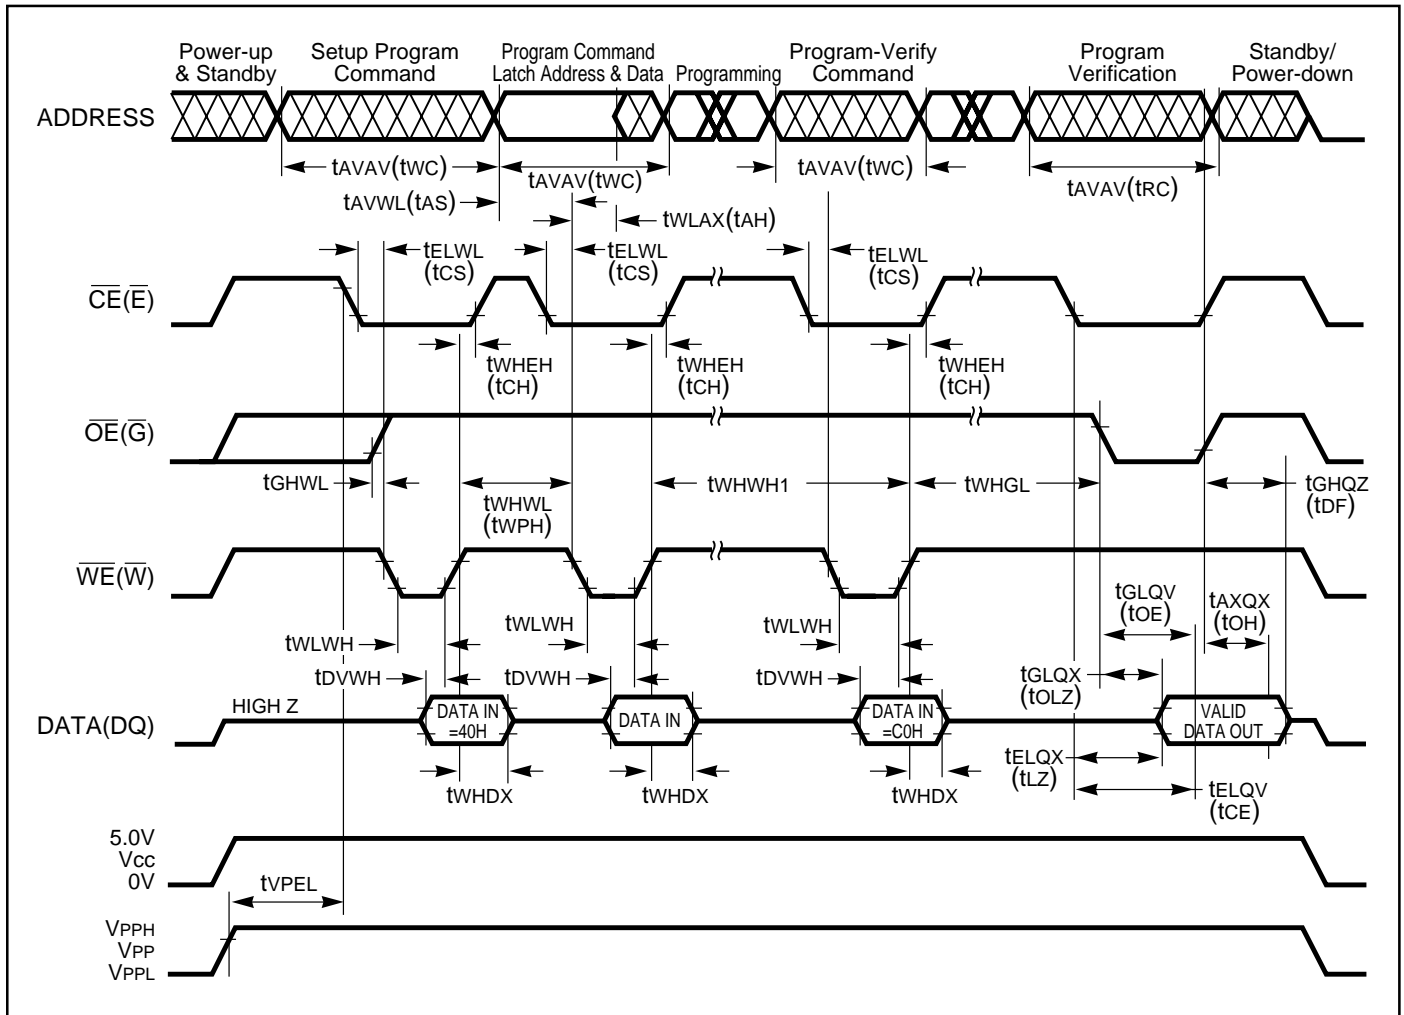 Power-up
& Standby
Setup Program
Command
Program Command
Latch Address & Data
Programming
Program-Verify
Command
Program
Verification
Standby/
Power-down
ADDRESS
tAVAV(tWC)
tAVAV(tWC)
tAVAV(tWC)
tAVAV(tRC)
tAVWL(tAS)
tWLAX(tAH)
tELWL
(tCS)
tELWL
(tCS)
tELWL
(tCS)
C̅E̅(E̅)
tWHEH
(tCH)
tWHEH
(tCH)
tWHEH
(tCH)
O̅E̅(G̅)
tGHWL
tWHWL
(tWPH)
tWHWH1
tWHGL
tGHQZ
(tDF)
W̅E̅(W̅)
tWLWH
tWLWH
tWLWH
tGLQV
(tOE)
tAXQX
(tOH)
tDVWH
tDVWH
tDVWH
tGLQX
(tOLZ)
DATA(DQ)
HIGH Z
DATA IN
=40H
DATA IN
DATA IN
=C0H
VALID
DATA OUT
tWHDX
tWHDX
tWHDX
tELQX
(tLZ)
tELQV
(tCE)
5.0V
Vcc
0V
tVPEL
VPPH
VPP
VPPL